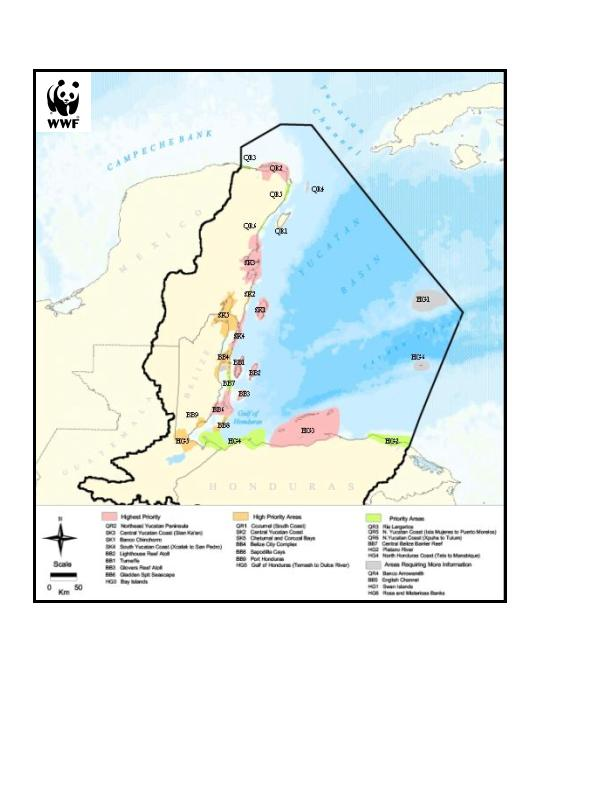 WWF
CAMPECHE BANK
Yucatan Channel
QR3
QR2
QR5
QR4
QR6
QR1
MEXICO
YUCATAN BASIN
SK3
SK2
SK5
SK1
SK4
HG1
BB4
BB1
BB2
BB7
BB3
BELIZE
BB6
BB9
BB8
Gulf of
Honduras
HG5
HG4
HG3
HG2
GUATEMALA
HONDURAS
N
Scale
0 50
Km
Highest Priority
QR2 Northeast Yucatan Peninsula
SK3 Central Yucatan Coast (Sian Ka'an)
SK1 Banco Chinchorro
SK4 South Yucatan Coast (Xcalak to San Pedro)
BB2 Lighthouse Reef Atoll
BB1 Turneffe
BB3 Glovers Reef Atoll
BB6 Gladden Spit Seascape
HG3 Bay Islands
High Priority Areas
QR1 Cozumel (South Coast)
SK2 Central Yucatan Coast
SK5 Chetumal and Corozal Bays
BB4 Belize City Complex
Sapodilla Cays
BB9 Port Honduras
HG5 Gulf of Honduras (Temash to Dulce River)
Priority Areas
QR3 Ria Lagartos
QR5 N. Yucatan Coast (Isla Mujeres to Puerto Morelos)
QR6 N.Yucatan Coast (Xpuha to Tulum)
BB7 Central Belize Barrier Reef
HG2 Platano River
HG4 North Honduras Coast (Tela to Manabique)
Areas Requiring More Information
QR4 Banco Arrowsmith
English Channel
HG1 Swan Islands
Rosa and Misteriosa Banks